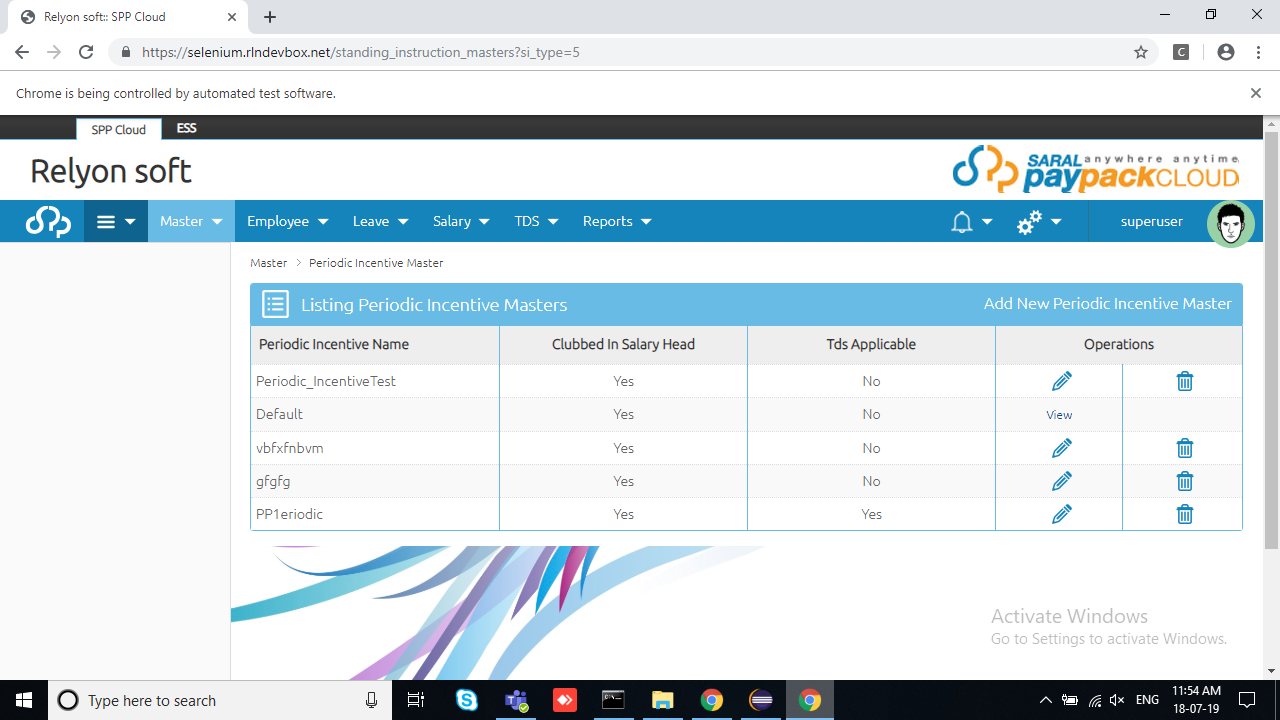 Relyon soft:: SPP Cloud
https://selenium.rlndevbox.net/standing_instruction_masters?si_type=5
C
Chrome is being controlled by automated test software.
SPP Cloud ESS
Relyon soft
SARAL anywhere anytime
paypackCLOUD
Master Employee Leave Salary TDS Reports superuser
Master > Periodic Incentive Master
Listing Periodic Incentive Masters Add New Periodic Incentive Master
Periodic Incentive Name Clubbed In Salary Head Tds Applicable Operations
Periodic_IncentiveTest Yes No
Default Yes No View
vbfxfnbvm Yes No
gfgfg Yes No
PP1eriodic Yes Yes
Activate Windows
Go to Settings to activate Windows.
Type here to search
ENG
11:54 AM
18-07-19